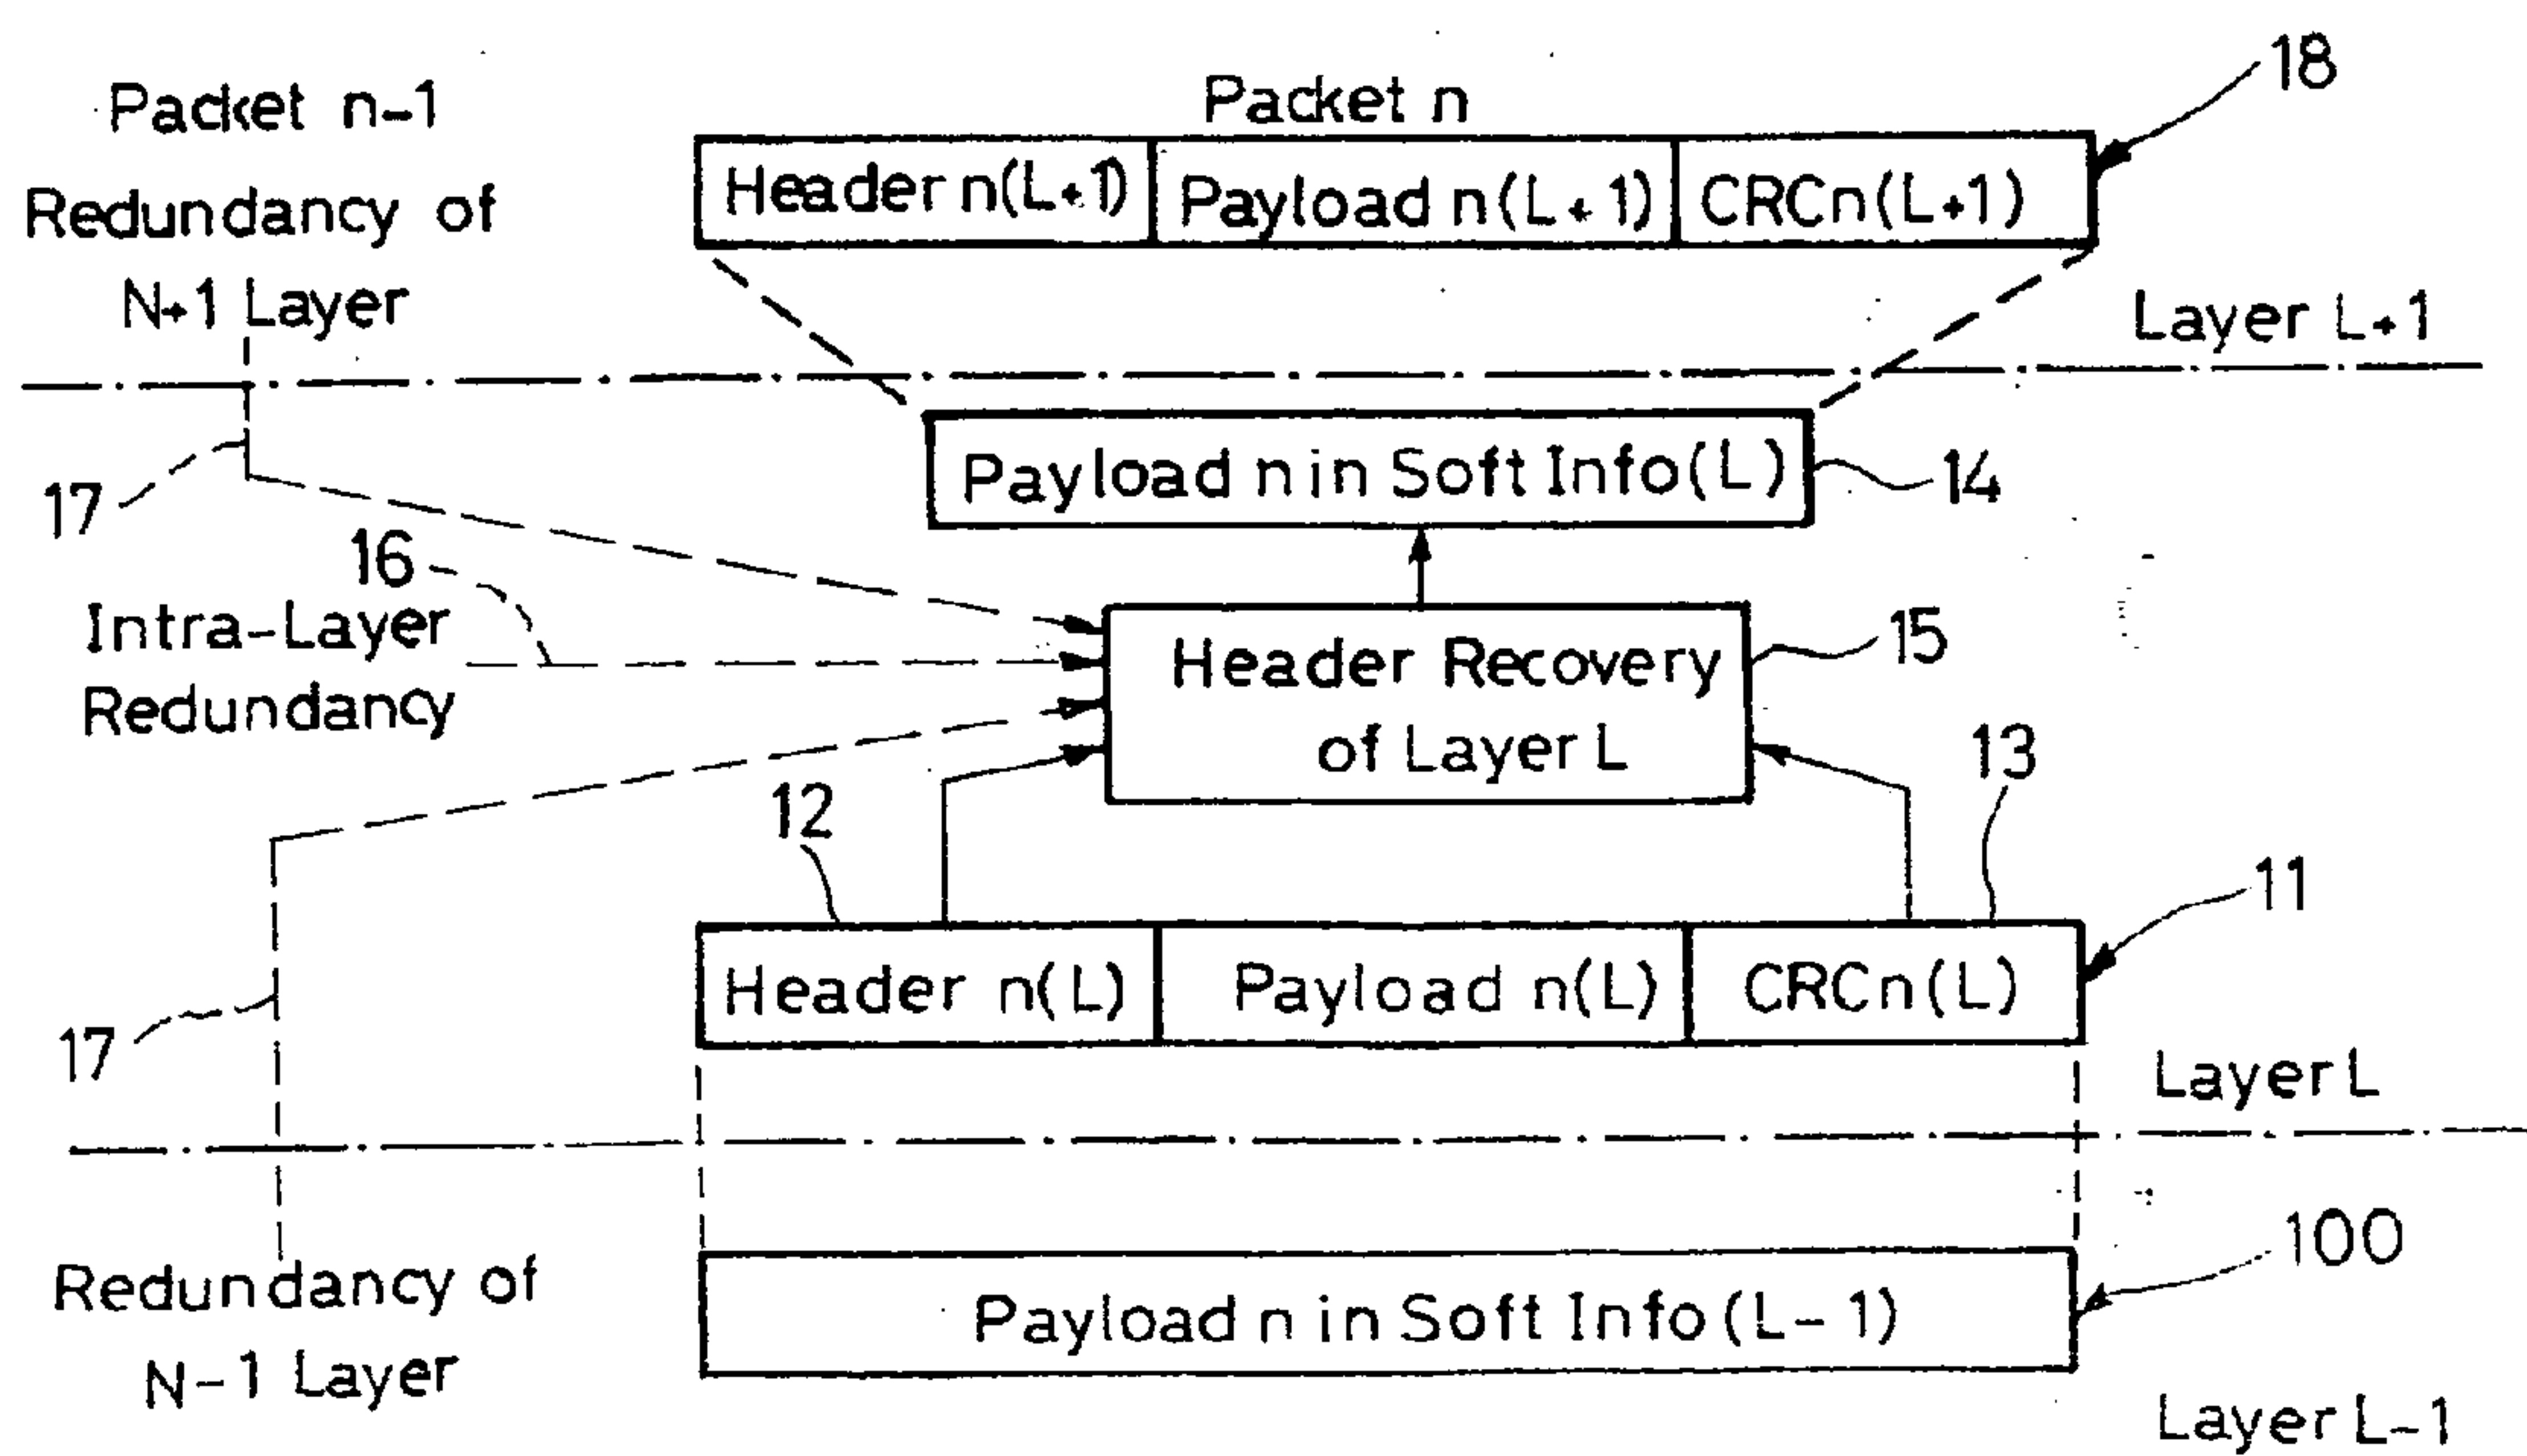 Packet n-1
Packet n
18
Redundancy of
N+1 Layer
Header n(L+1)
Payload n(L+1)
CRCn(L+1)
Layer L+1
17
Payload n in Soft Info(L)
14
16
Intra-Layer
Redundancy
Header Recovery
of Layer L
15
12
13
11
Header n(L)
Payload n(L)
CRCn(L)
17
Layer L
100
Redundancy of
N-1 Layer
Payload n in Soft Info(L-1)
Layer L-1